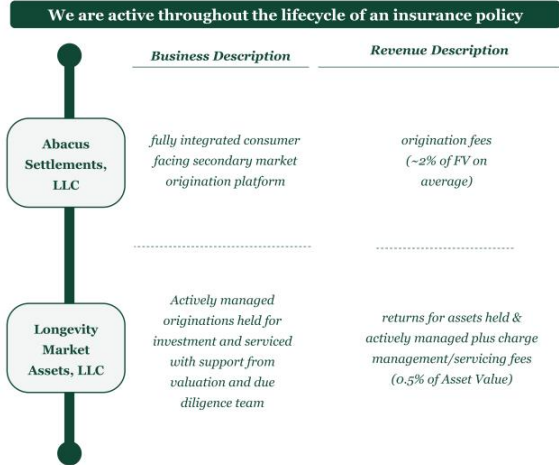 We are active throughout the lifecycle of an insurance policy
Business Description
Revenue Description
Abacus
Settlements,
LLC
fully integrated consumer
facing secondary market
origination platform
origination fees
(~2% of FV on
average)
Longevity
Market
Assets, LLC
Actively managed
originations held for
investment and serviced
with support from
valuation and due
diligence team
returns for assets held &
actively managed plus charge
management/servicing fees
(0.5% of Asset Value)